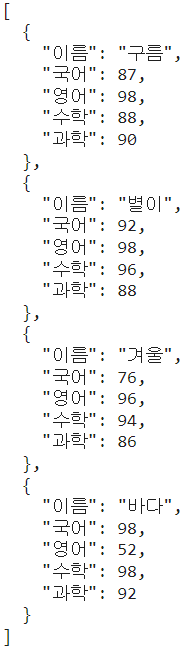 [
  {
    "이름": "구름",
    "국어": 87,
    "영어": 98,
    "수학": 88,
    "과학": 90
  },
  {
    "이름": "별이",
    "국어": 92,
    "영어": 98,
    "수학": 96,
    "과학": 88
  },
  {
    "이름": "겨울",
    "국어": 76,
    "영어": 96,
    "수학": 94,
    "과학": 86
  },
  {
    "이름": "바다",
    "국어": 98,
    "영어": 52,
    "수학": 98,
    "과학": 92
  }
]